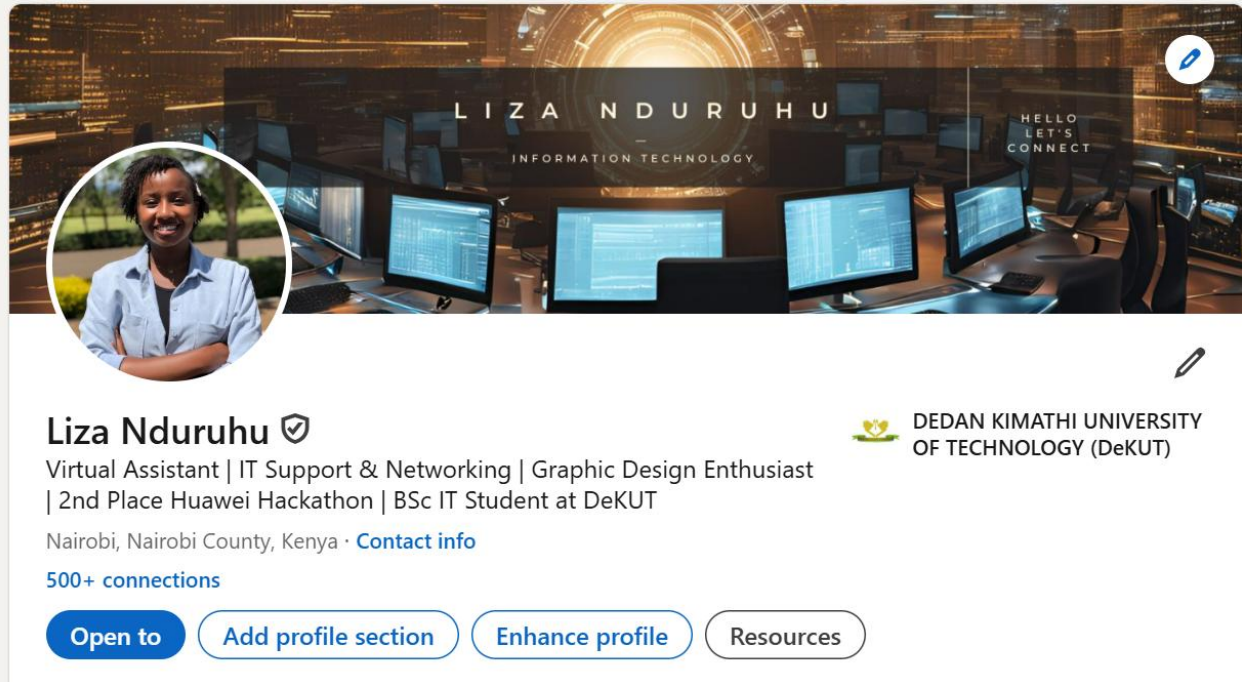 LIZA NDURUHU
INFORMATION TECHNOLOGY
HELLO
LET'S
CONNECT
Liza Nduruhu
DEDAN KIMATHI UNIVERSITY
OF TECHNOLOGY (DeKUT)
Virtual Assistant | IT Support & Networking | Graphic Design Enthusiast
| 2nd Place Huawei Hackathon | BSc IT Student at DeKUT
Nairobi, Nairobi County, Kenya · Contact info
500+ connections
Open to
Add profile section
Enhance profile
Resources